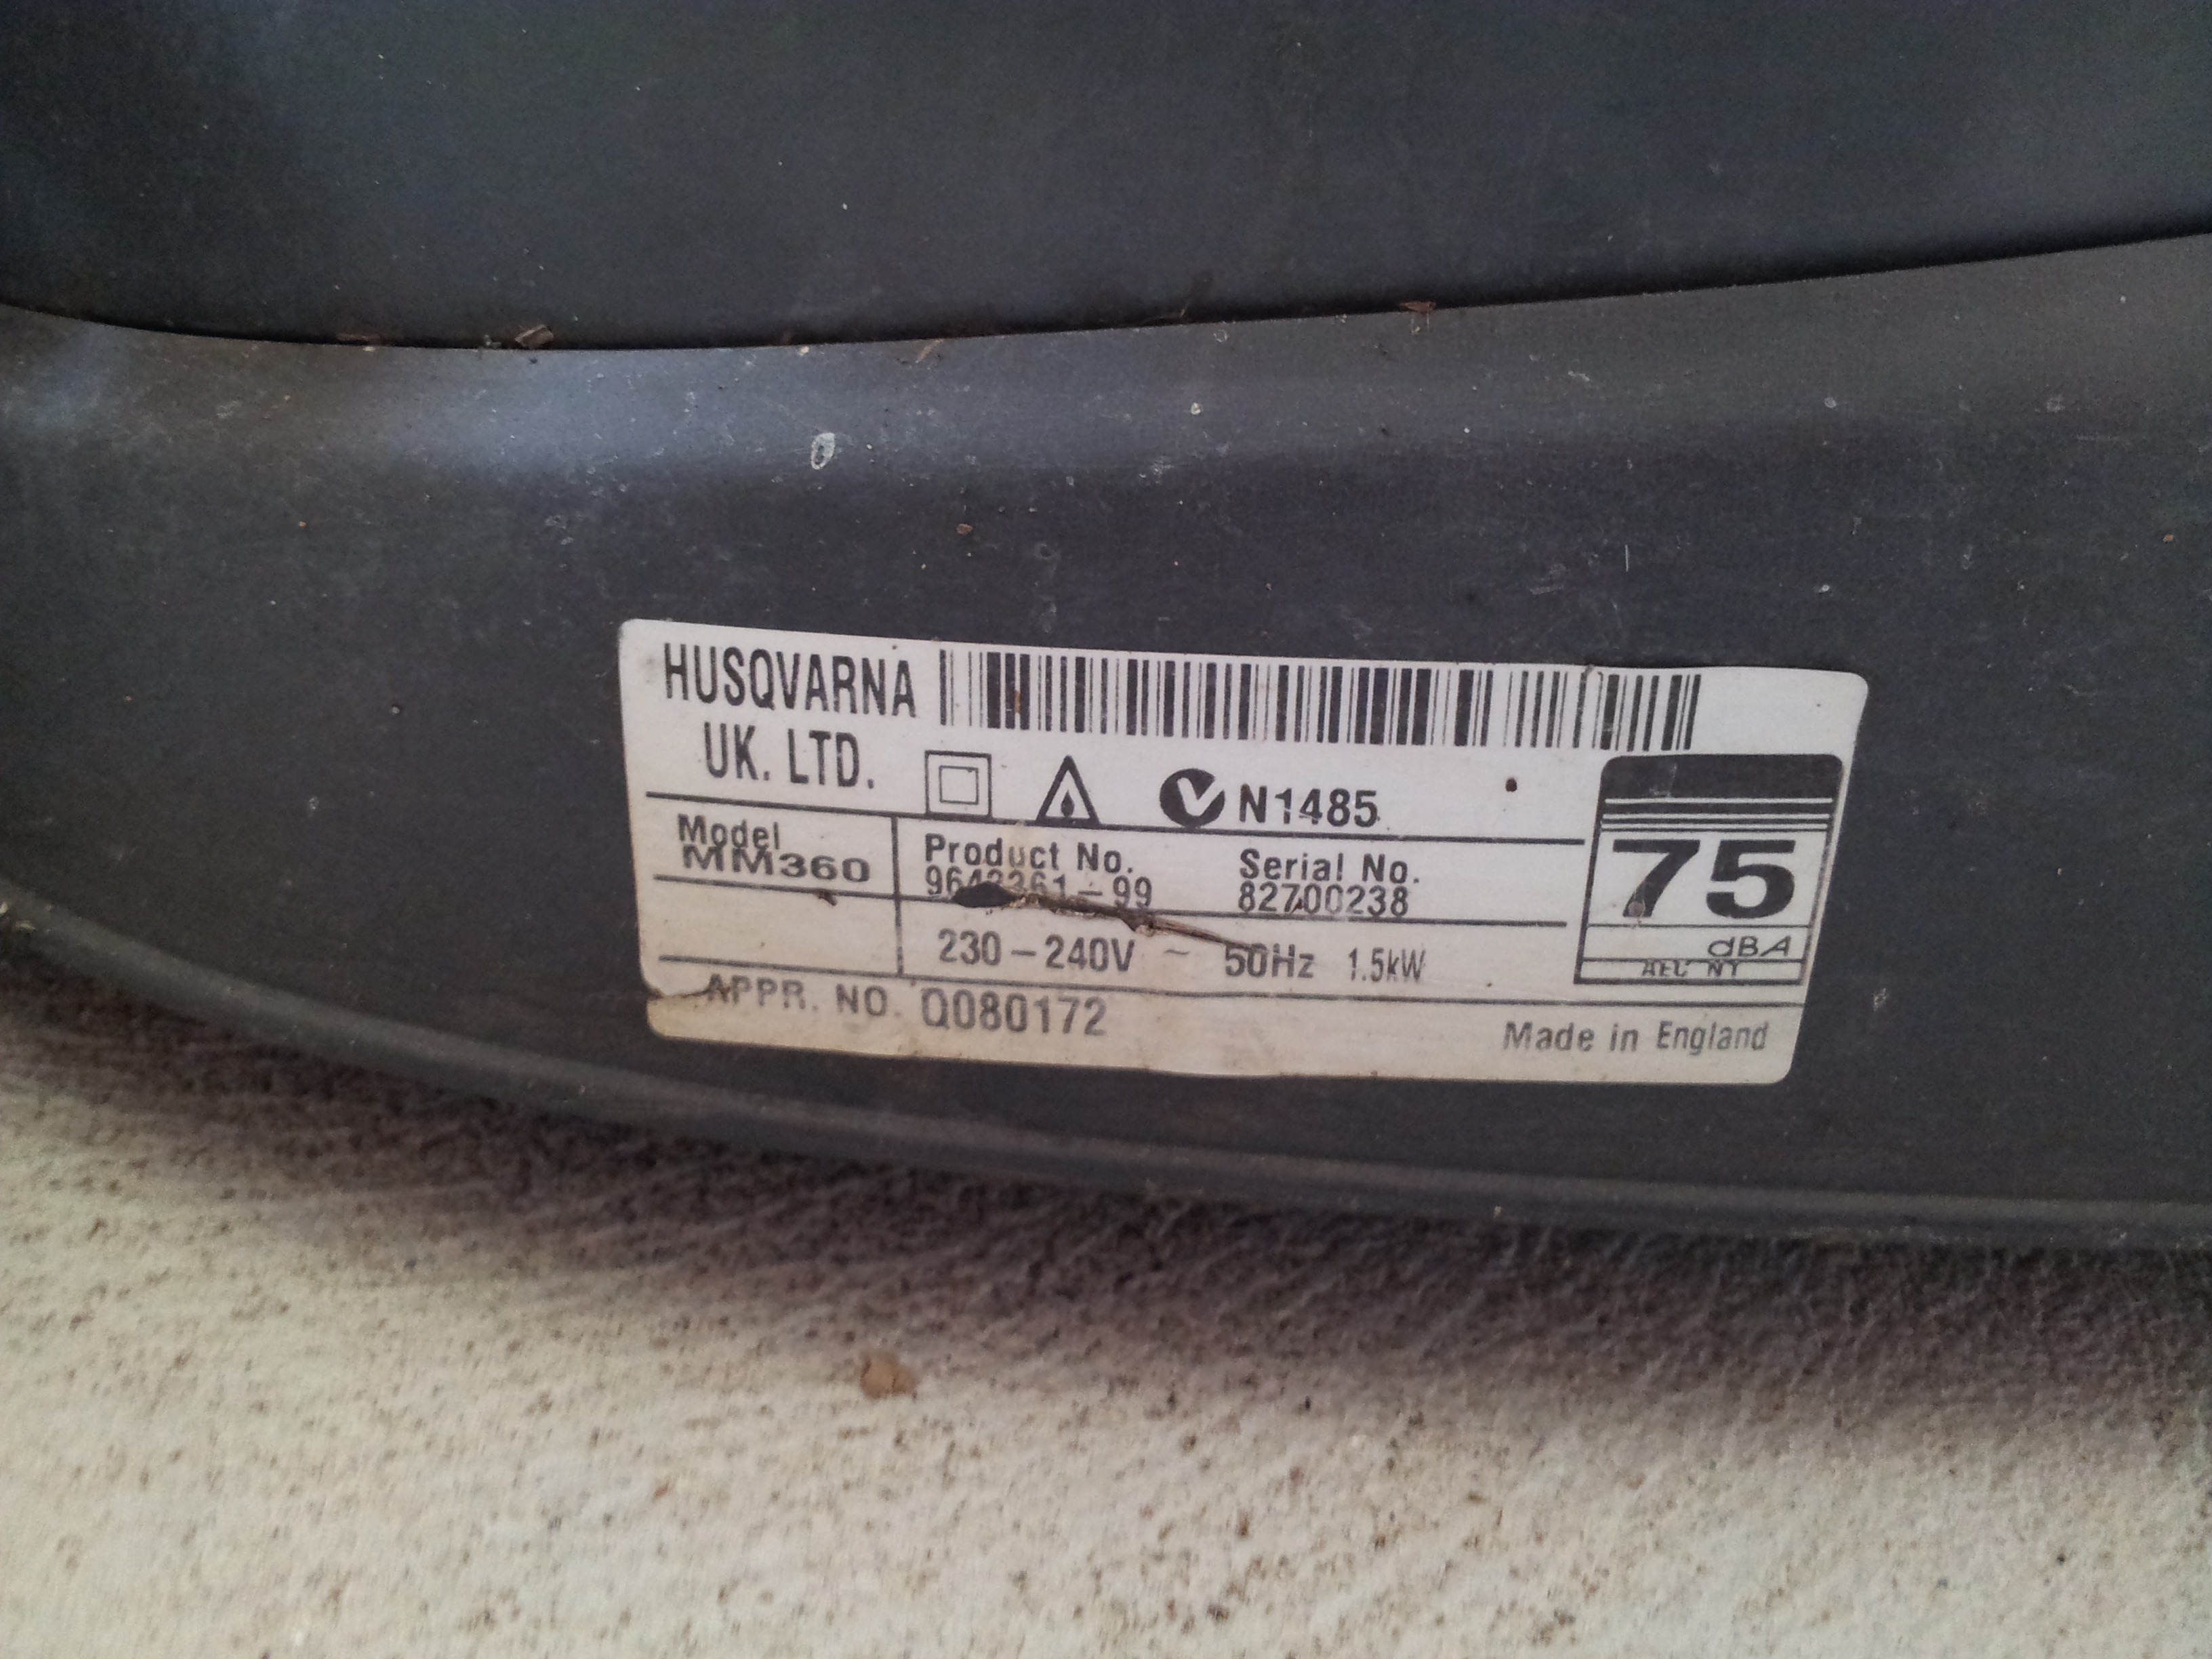 HUSQVARNA
UK. LTD.
N1485
Model
MM360
Product No.
Serial No.
82700238
230-240V ~ 50Hz 1.5kW
75
dBA
APPR. NO. Q080172
Made in England